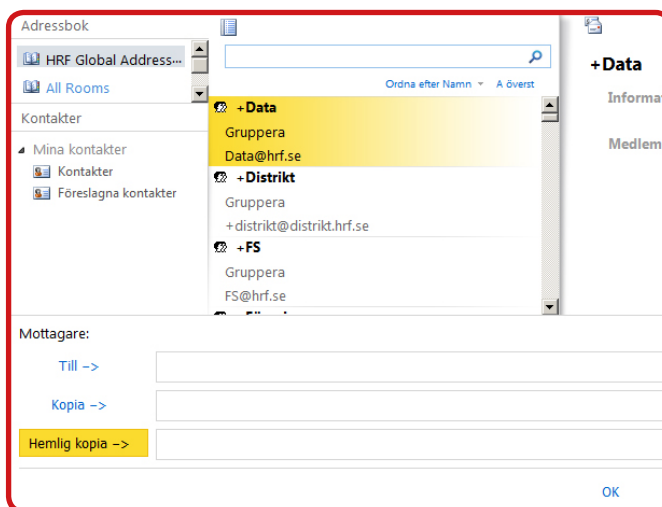 Adressbok
HRF Global Address...
All Rooms
Kontakter
Mina kontakter
Kontakter
Föreslagna kontakter
Ordna efter Namn A överst
+Data
Gruppera
Data@hrf.se
+Distrikt
Gruppera
+distrikt@distrikt.hrf.se
+FS
Gruppera
FS@hrf.se
+Data
Informat
Medlem
Mottagare:
Till –>
Kopia –>
Hemlig kopia –>
OK